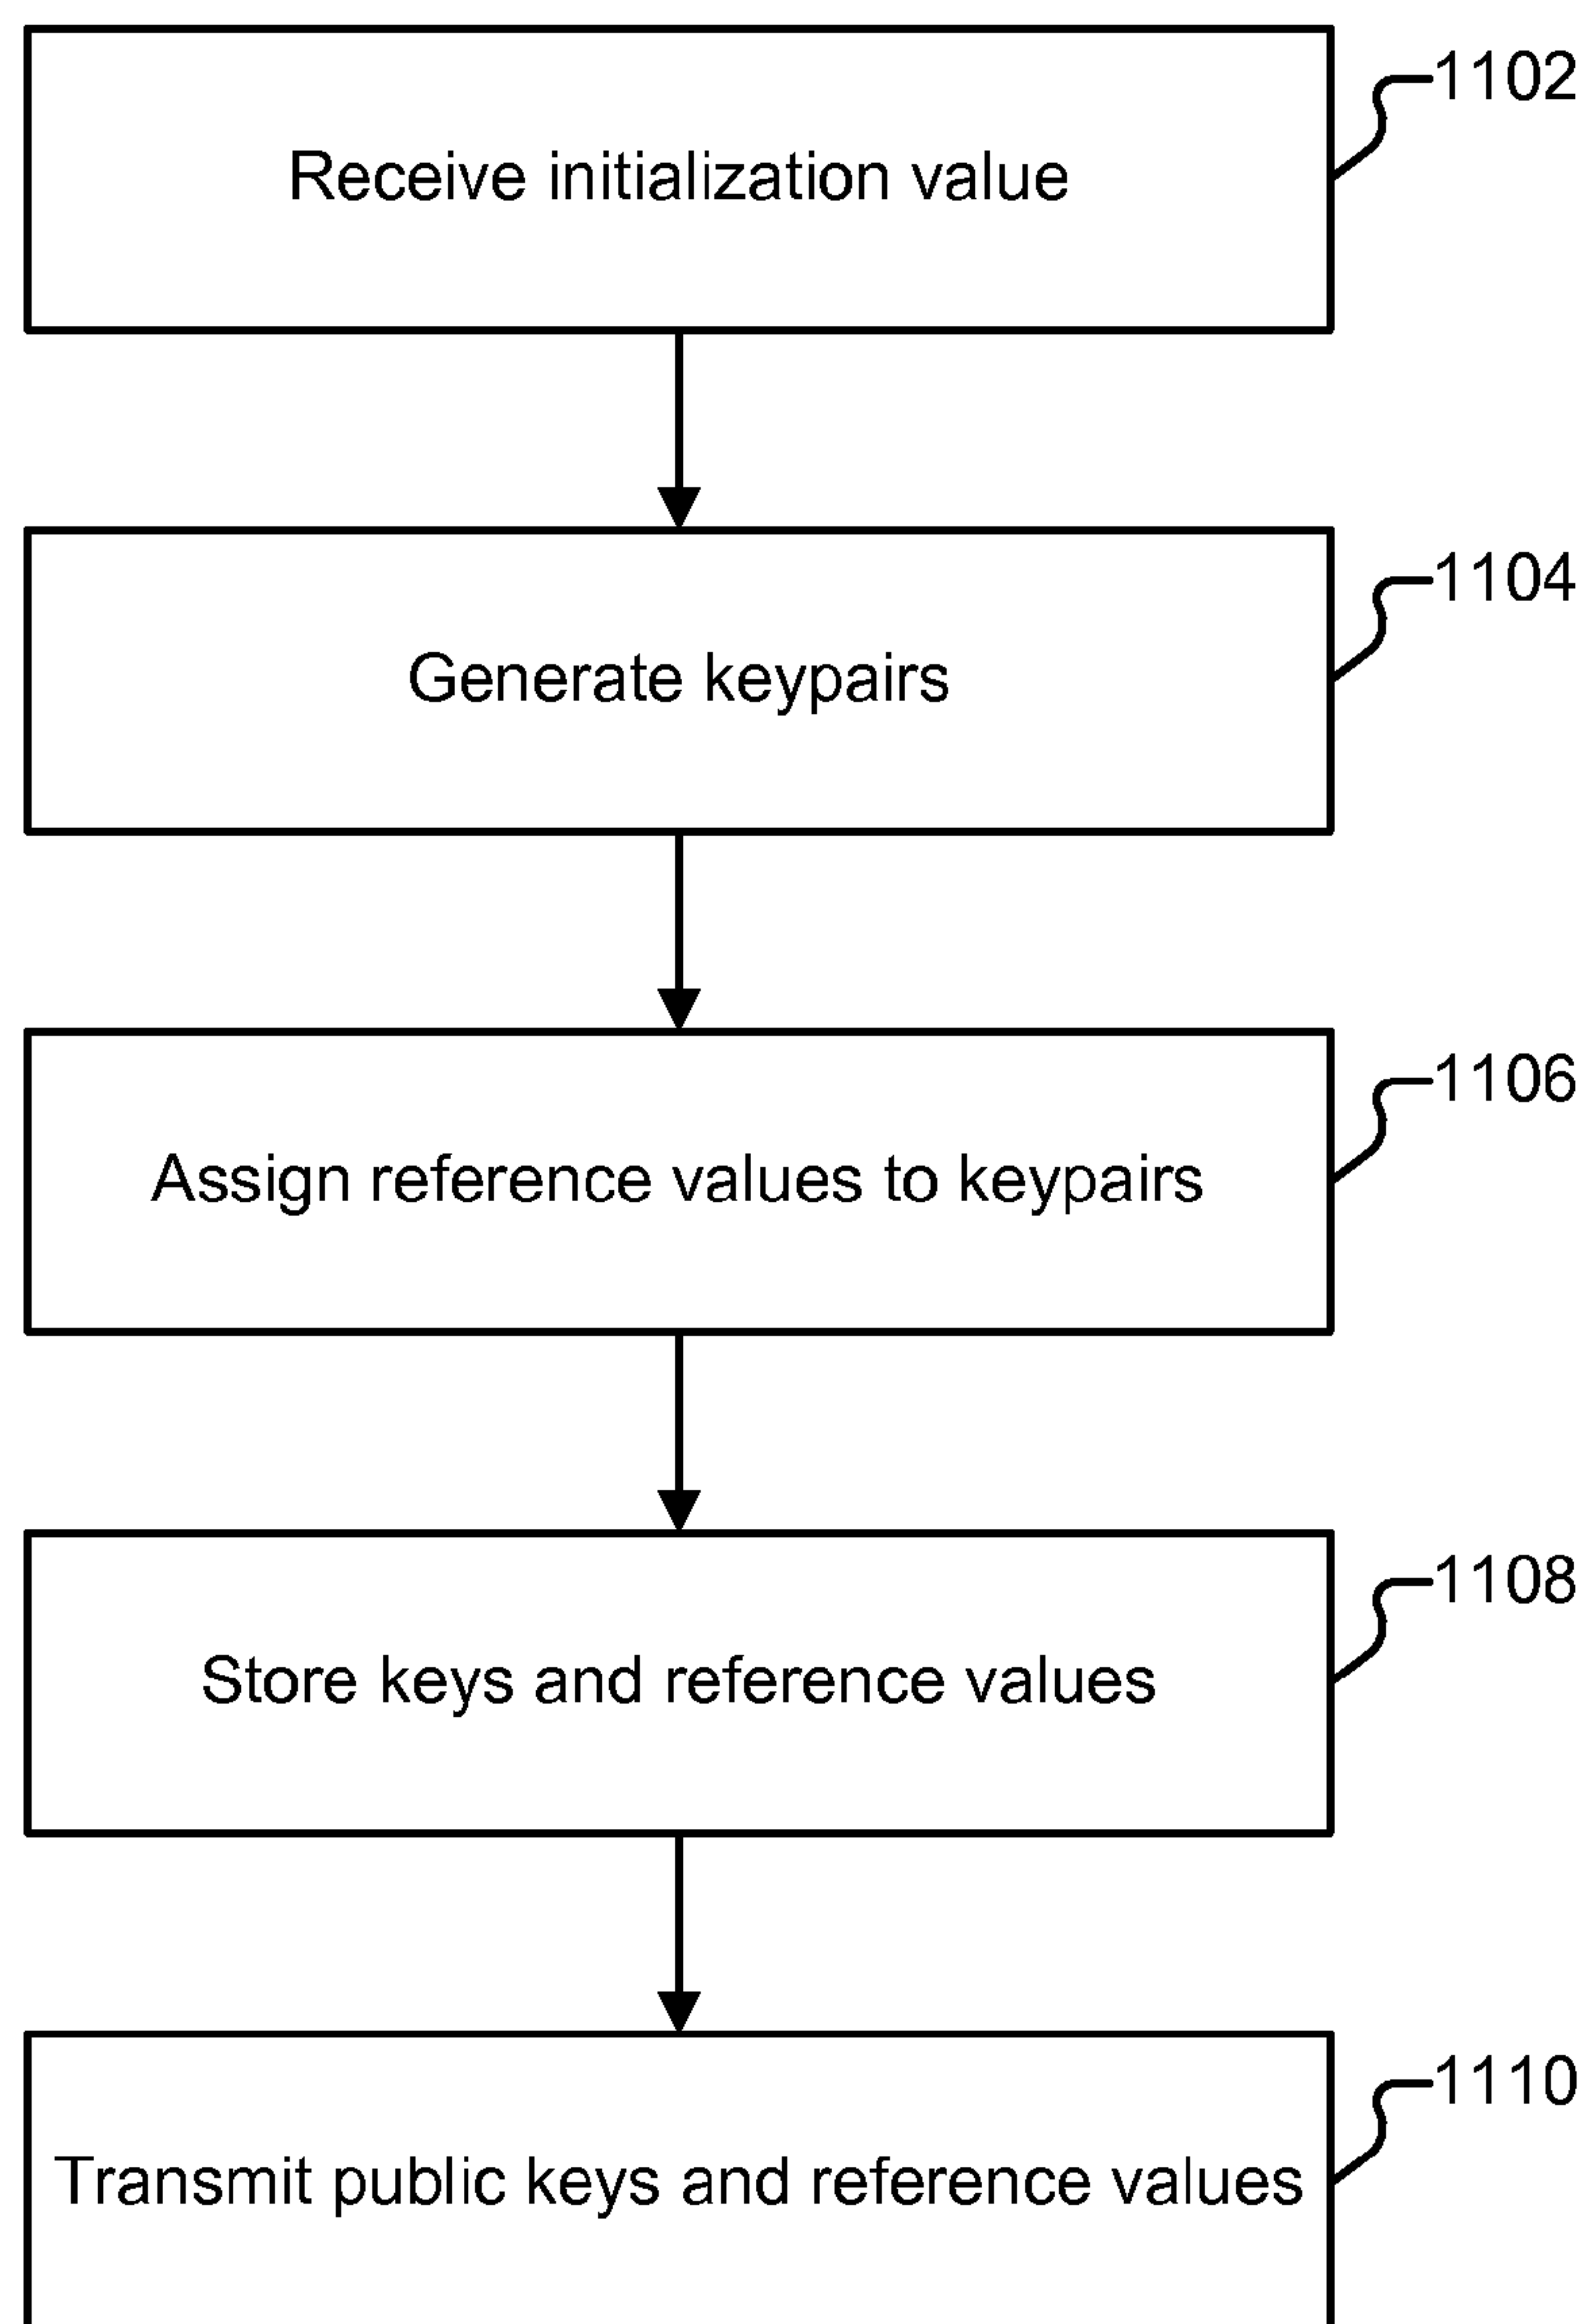 1102
Receive initialization value
1104
Generate keypairs
1106
Assign reference values to keypairs
1108
Store keys and reference values
1110
Transmit public keys and reference values